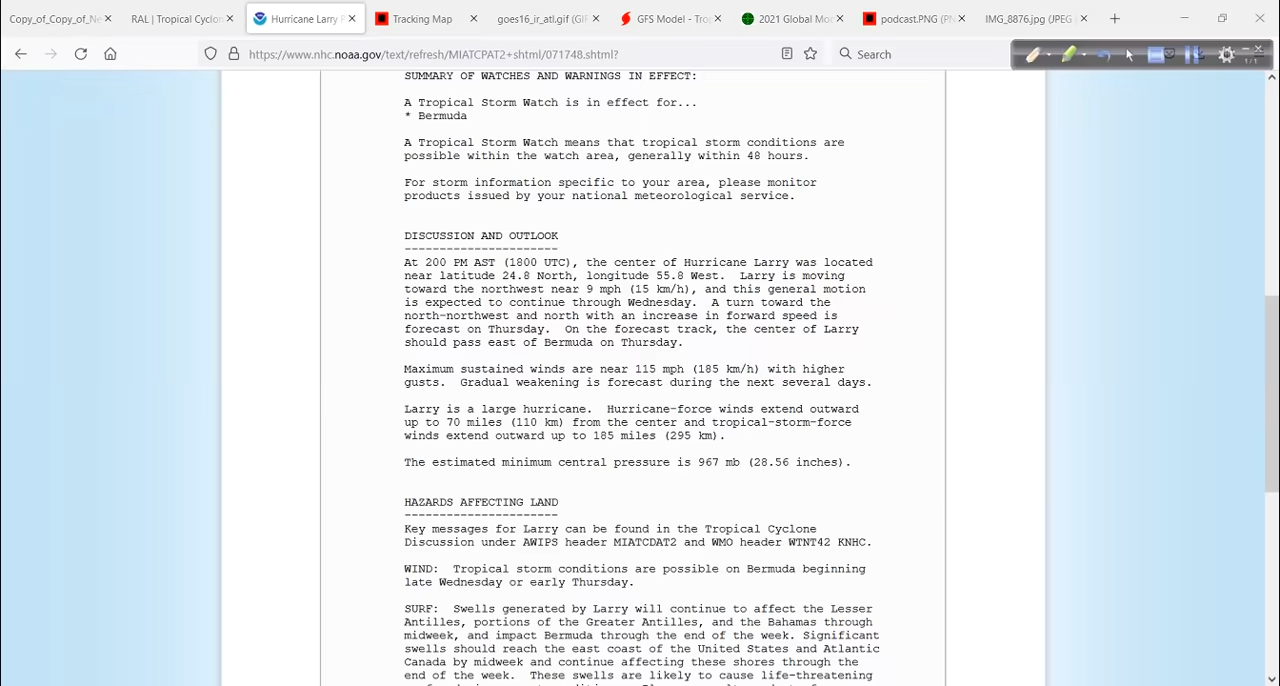 Copy_of_Copy_of_Ne
RAL | Tropical Cyclon
Hurricane Larry P
Tracking Map
goes16_ir_atl.gif (GIF
GFS Model - Trop
2021 Global Mod
podcast.PNG (PN
IMG_8876.jpg (JPEG I
https://www.nhc.noaa.gov/text/refresh/MIATCPAT2+shtml/071748.shtml?
Search
1/1
SUMMARY OF WATCHES AND WARNINGS IN EFFECT:
A Tropical Storm Watch is in effect for...
* Bermuda
A Tropical Storm Watch means that tropical storm conditions are
possible within the watch area, generally within 48 hours.
For storm information specific to your area, please monitor
products issued by your national meteorological service.
DISCUSSION AND OUTLOOK
----------------------
At 200 PM AST (1800 UTC), the center of Hurricane Larry was located
near latitude 24.8 North, longitude 55.8 West.  Larry is moving
toward the northwest near 9 mph (15 km/h), and this general motion
is expected to continue through Wednesday.  A turn toward the
north-northwest and north with an increase in forward speed is
forecast on Thursday.  On the forecast track, the center of Larry
should pass east of Bermuda on Thursday.
Maximum sustained winds are near 115 mph (185 km/h) with higher
gusts.  Gradual weakening is forecast during the next several days.
Larry is a large hurricane.  Hurricane-force winds extend outward
up to 70 miles (110 km) from the center and tropical-storm-force
winds extend outward up to 185 miles (295 km).
The estimated minimum central pressure is 967 mb (28.56 inches).
HAZARDS AFFECTING LAND
----------------------
Key messages for Larry can be found in the Tropical Cyclone
Discussion under AWIPS header MIATCDAT2 and WMO header WTNT42 KNHC.
WIND:  Tropical storm conditions are possible on Bermuda beginning
late Wednesday or early Thursday.
SURF:  Swells generated by Larry will continue to affect the Lesser
Antilles, portions of the Greater Antilles, and the Bahamas through
midweek, and impact Bermuda through the end of the week. Significant
swells should reach the east coast of the United States and Atlantic
Canada by midweek and continue affecting these shores through the
end of the week.  These swells are likely to cause life-threatening